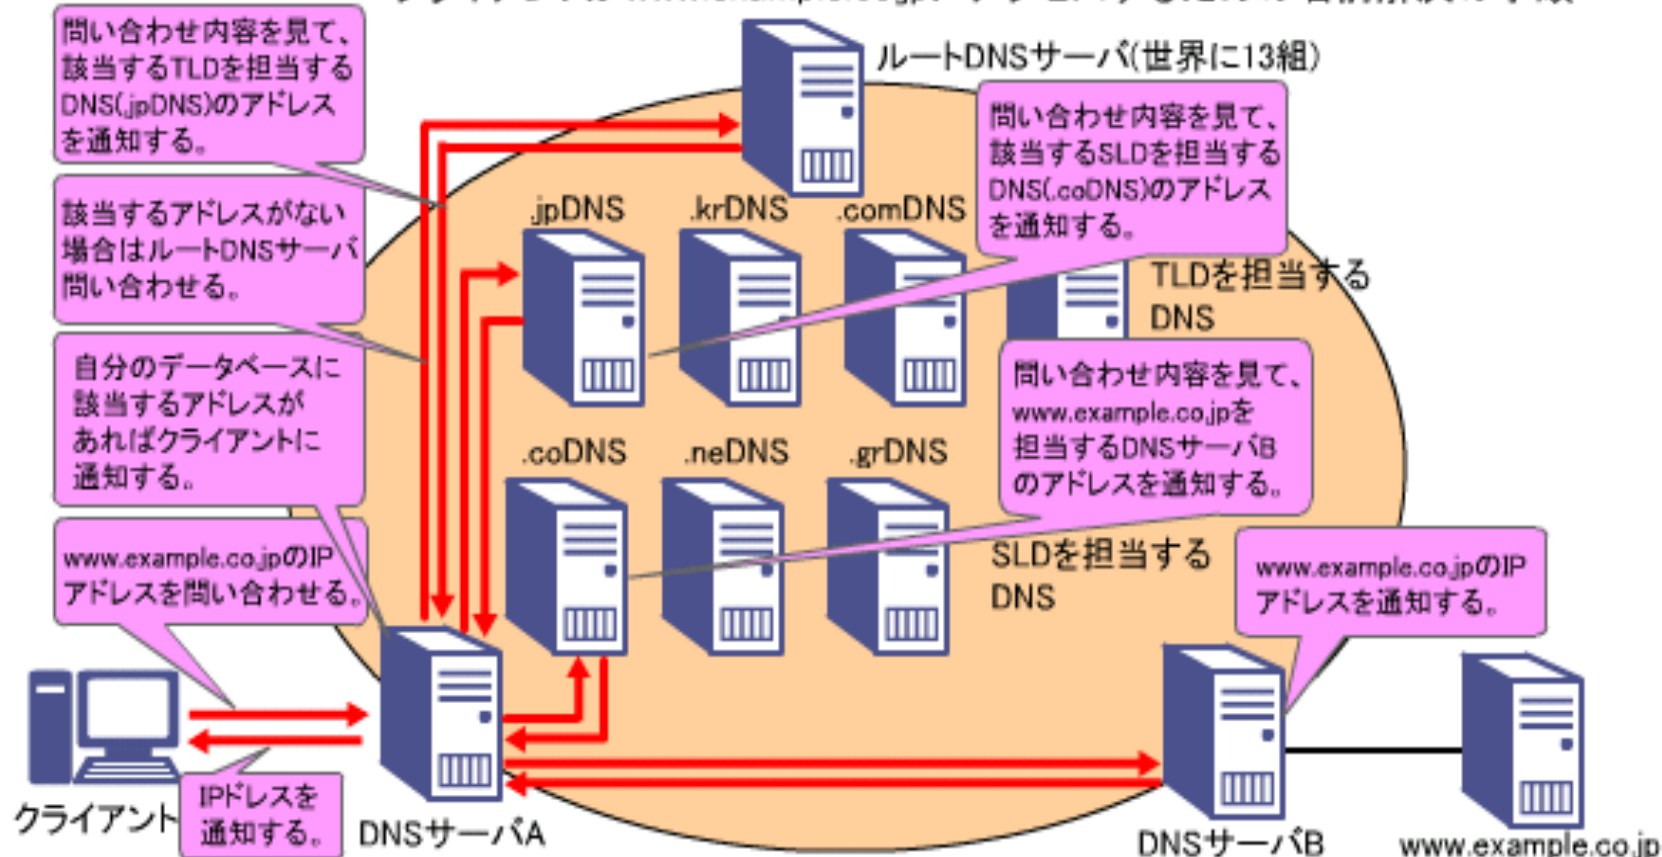 問い合わせ内容を見て、
該当するTLDを担当する
DNS(.jpDNS)のアドレス
を通知する。
ルートDNSサーバ(世界に13組)
問い合わせ内容を見て、
該当するSLDを担当する
DNS(.coDNS)のアドレス
を通知する。
該当するアドレスがない
場合はルートDNSサーバ
問い合わせる。
.jpDNS
.krDNS
.comDNS
TLDを担当する
DNS
自分のデータベースに
該当するアドレスが
あればクライアントに
通知する。
問い合わせ内容を見て、
www.example.co.jpを
担当するDNSサーバB
のアドレスを通知する。
.coDNS
.neDNS
.grDNS
SLDを担当する
DNS
www.example.co.jpのIP
アドレスを問い合わせる。
www.example.co.jpのIP
アドレスを通知する。
IPドレスを
通知する。
クライアント
DNSサーバA
DNSサーバB
www.example.co.jp